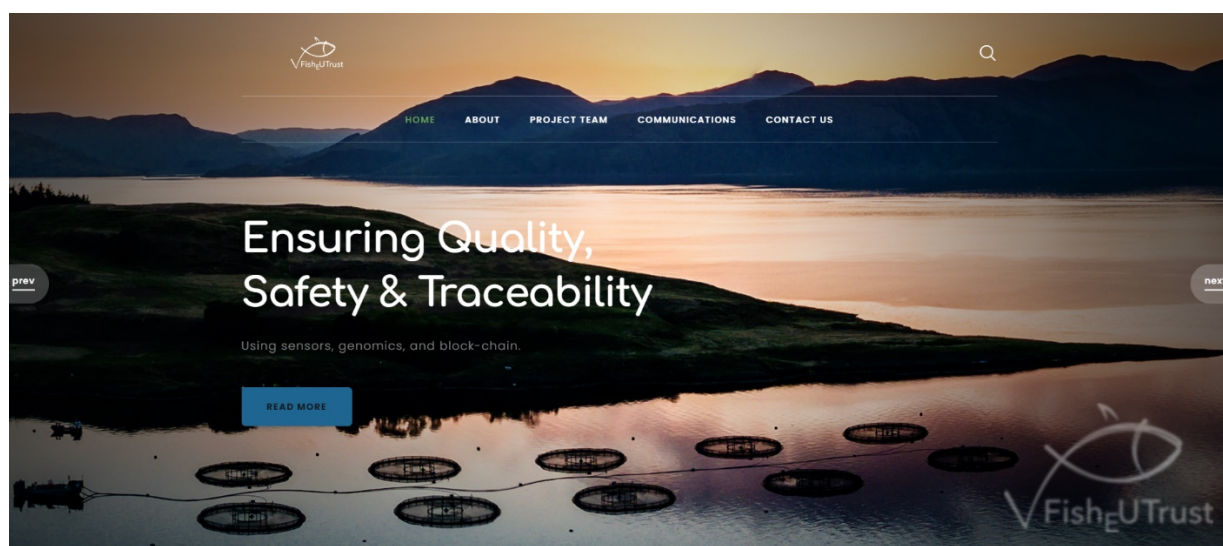 FishEUTrust
HOME ABOUT PROJECT TEAM COMMUNICATIONS CONTACT US
Ensuring Quality,
Safety & Traceability
prev
next
Using sensors, genomics, and block-chain.
READ MORE
FishEUTrust